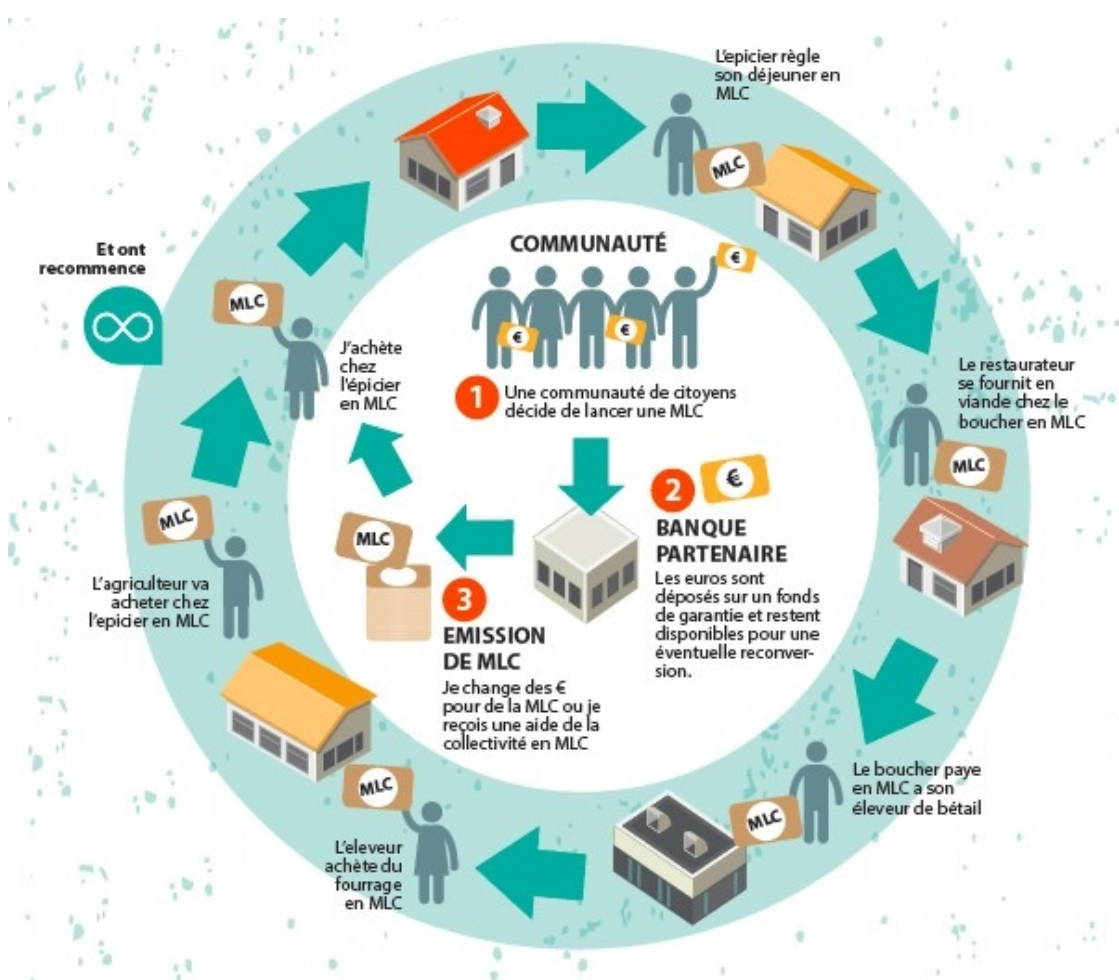 L'epicier règle
son déjeuner en
MLC
MLC
COMMUNAUTÉ
€
€
€
1
Une communauté de citoyens
décide de lancer une MLC
2
€
BANQUE
PARTENAIRE
Les euros sont
déposés sur un fonds
de garantie et restent
disponibles pour une
éventuelle reconver-
sion.
MLC
3
EMISSION
DE MLC
Je change des €
pour de la MLC ou je
reçois une aide de la
collectivité en MLC
J'achète
chez
l'épicier
en MLC
MLC
Le restaurateur
se fournit en
viande chez le
boucher en MLC
MLC
Le boucher paye
en MLC a son
éleveur de bétail
MLC
L'eleveur
achète du
fourrage
en MLC
MLC
L'agriculteur va
acheter chez
l'epicier en MLC
MLC
Et ont
recommence